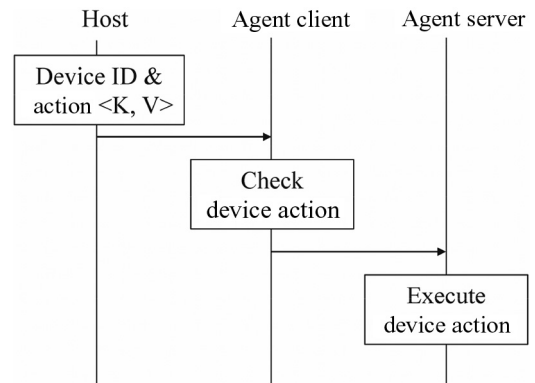 Host
Agent client
Agent server
Device ID &
action <K, V>
Check
device action
Execute
device action